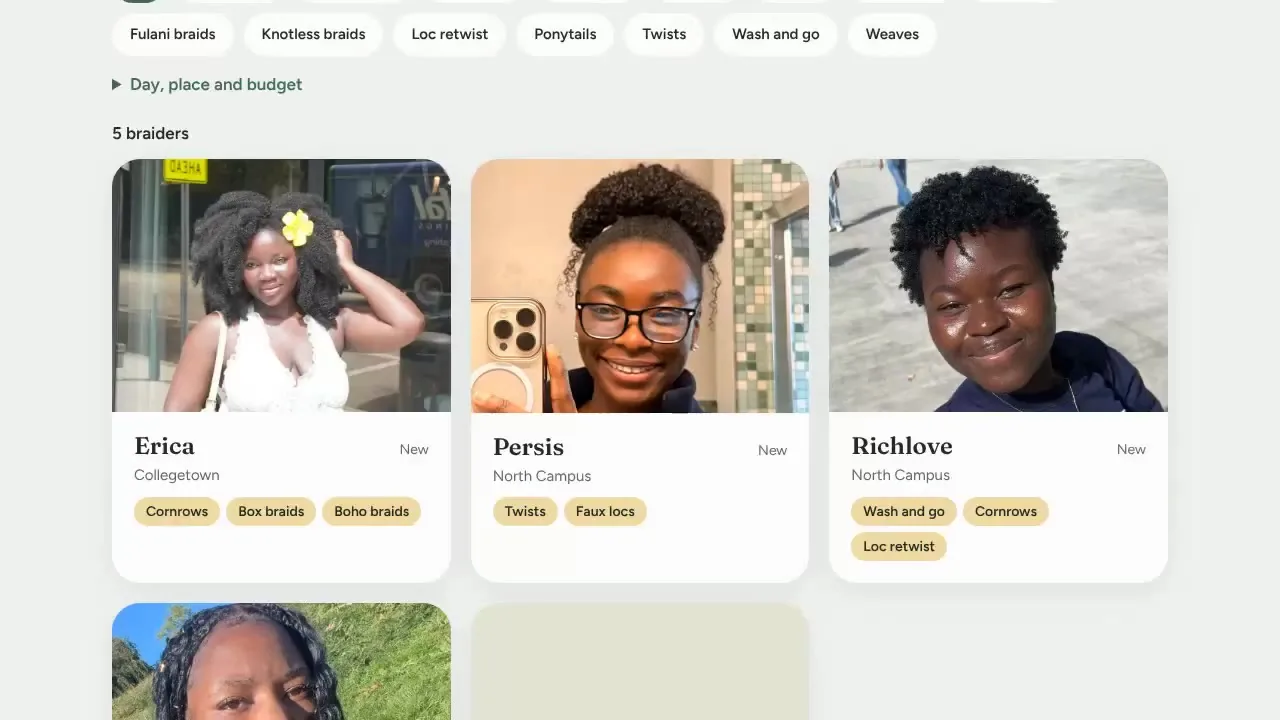 Fulani braids Knotless braids Loc retwist Ponytails Twists Wash and go Weaves
Day, place and budget
5 braiders
AHEAD
Erica New
Collegetown
Cornrows Box braids Boho braids
Persis New
North Campus
Twists Faux locs
Richlove New
North Campus
Wash and go Cornrows
Loc retwist